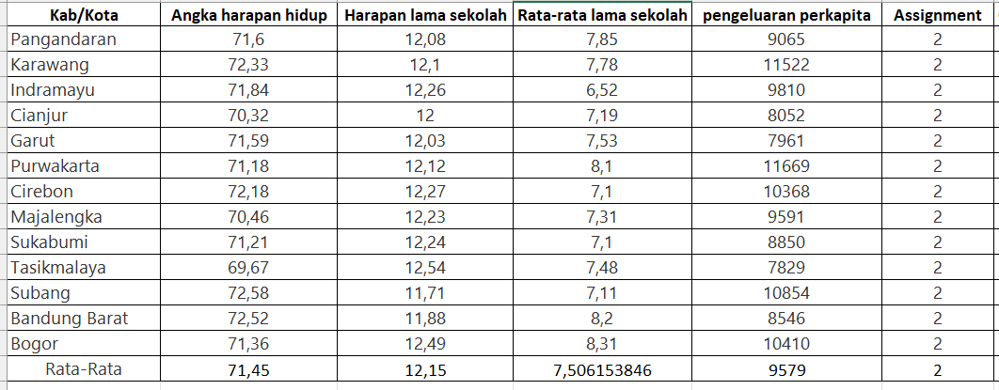 Kab/Kota Angka harapan hidup Harapan lama sekolah Rata-rata lama sekolah pengeluaran perkapita Assignment
Pangandaran 71,6 12,08 7,85 9065 2
Karawang 72,33 12,1 7,78 11522 2
Indramayu 71,84 12,26 6,52 9810 2
Cianjur 70,32 12 7,19 8052 2
Garut 71,59 12,03 7,53 7961 2
Purwakarta 71,18 12,12 8,1 11669 2
Cirebon 72,18 12,27 7,1 10368 2
Majalengka 70,46 12,23 7,31 9591 2
Sukabumi 71,21 12,24 7,1 8850 2
Tasikmalaya 69,67 12,54 7,48 7829 2
Subang 72,58 11,71 7,11 10854 2
Bandung Barat 72,52 11,88 8,2 8546 2
Bogor 71,36 12,49 8,31 10410 2
Rata-Rata 71,45 12,15 7,506153846 9579 2